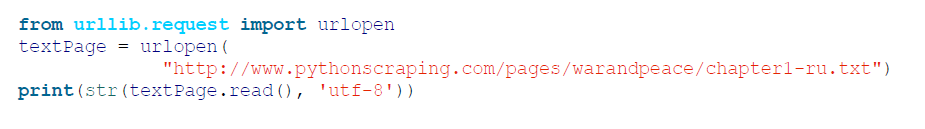 from urllib.request import urlopen
textPage = urlopen(
"http://www.pythonscraping.com/pages/warandpeace/chapter1-ru.txt")
print(str(textPage.read(), 'utf-8'))